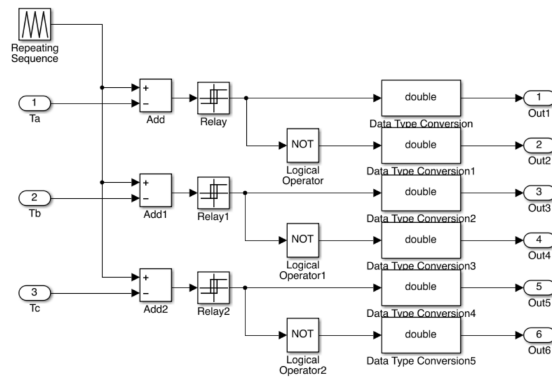 Repeating
Sequence
1
Ta
+
−
Add
Relay
double
Data Type Conversion
1
Out1
NOT
Logical
Operator
double
Data Type Conversion1
2
Out2
2
Tb
+
−
Add1
Relay1
double
Data Type Conversion2
3
Out3
NOT
Logical
Operator1
double
Data Type Conversion3
4
Out4
3
Tc
+
−
Add2
Relay2
double
Data Type Conversion4
5
Out5
NOT
Logical
Operator2
double
Data Type Conversion5
6
Out6